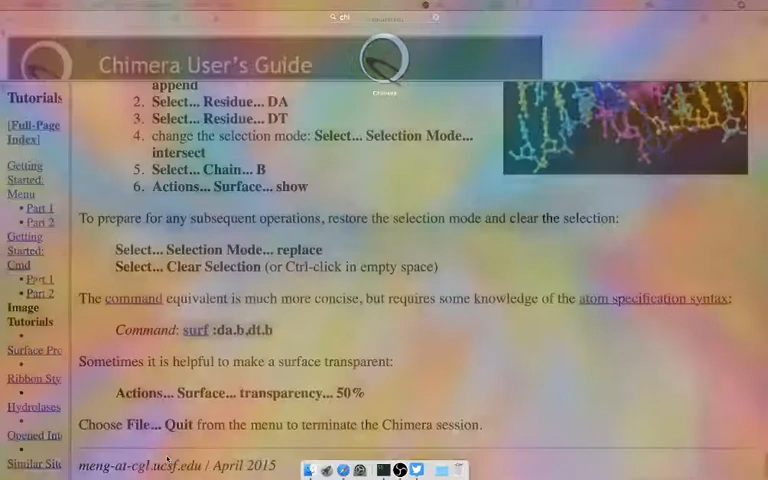 chi
Chimera User's Guide
Chimera
Tutorials
[Full-Page
Index]
Getting
Started:
Menu
• Part 1
• Part 2
Getting
Started:
Cmd
• Part 1
• Part 2
Image
Tutorials
•
Surface Pro
•
Ribbon Sty
•
Hydrolases
•
Opened Int
•
Similar Site
append
2. Select... Residue... DA
3. Select... Residue... DT
4. change the selection mode: Select... Selection Mode...
intersect
5. Select... Chain... B
6. Actions... Surface... show
To prepare for any subsequent operations, restore the selection mode and clear the selection:
Select... Selection Mode... replace
Select... Clear Selection (or Ctrl-click in empty space)
The command equivalent is much more concise, but requires some knowledge of the atom specification syntax:
Command: surf :da.b,dt.b
Sometimes it is helpful to make a surface transparent:
Actions... Surface... transparency... 50%
Choose File... Quit from the menu to terminate the Chimera session.
meng-at-cgl.ucsf.edu / April 2015